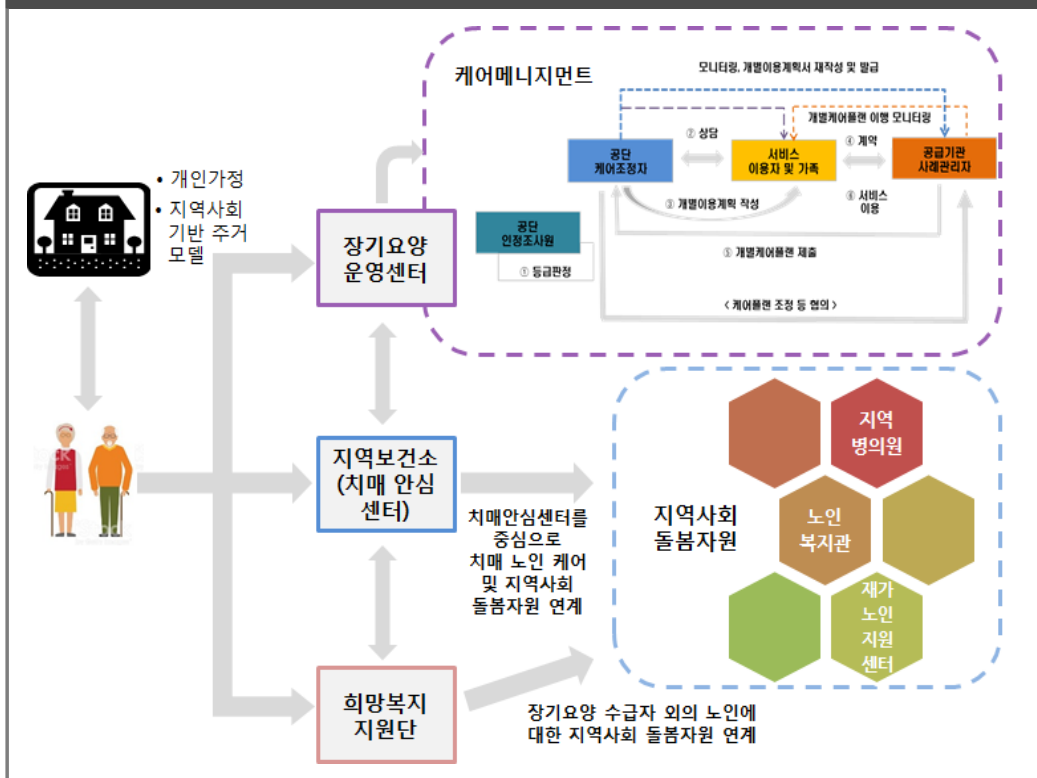 케어메니지먼트
모니터링, 개별이용계획서 재작성 및 발급
개별케어플랜 이행 모니터링
② 상담
④ 계약
공단
케어조정자
서비스
이용자 및 가족
공급기관
사례관리자
③ 개별이용계획 작성
⑥ 서비스
이용
공단
인정조사원
① 등급판정
⑤ 개별케어플랜 제출
< 케어플랜 조정 등 협의 >
• 개인가정
• 지역사회
기반 주거
모델
장기요양
운영센터
지역보건소
(치매 안심
센터)
치매안심센터를
중심으로
치매 노인 케어
및 지역사회
돌봄자원 연계
지역사회
돌봄자원
지역
병의원
노인
복지관
재가
노인
지원
센터
희망복지
지원단
장기요양 수급자 외의 노인에
대한 지역사회 돌봄자원 연계